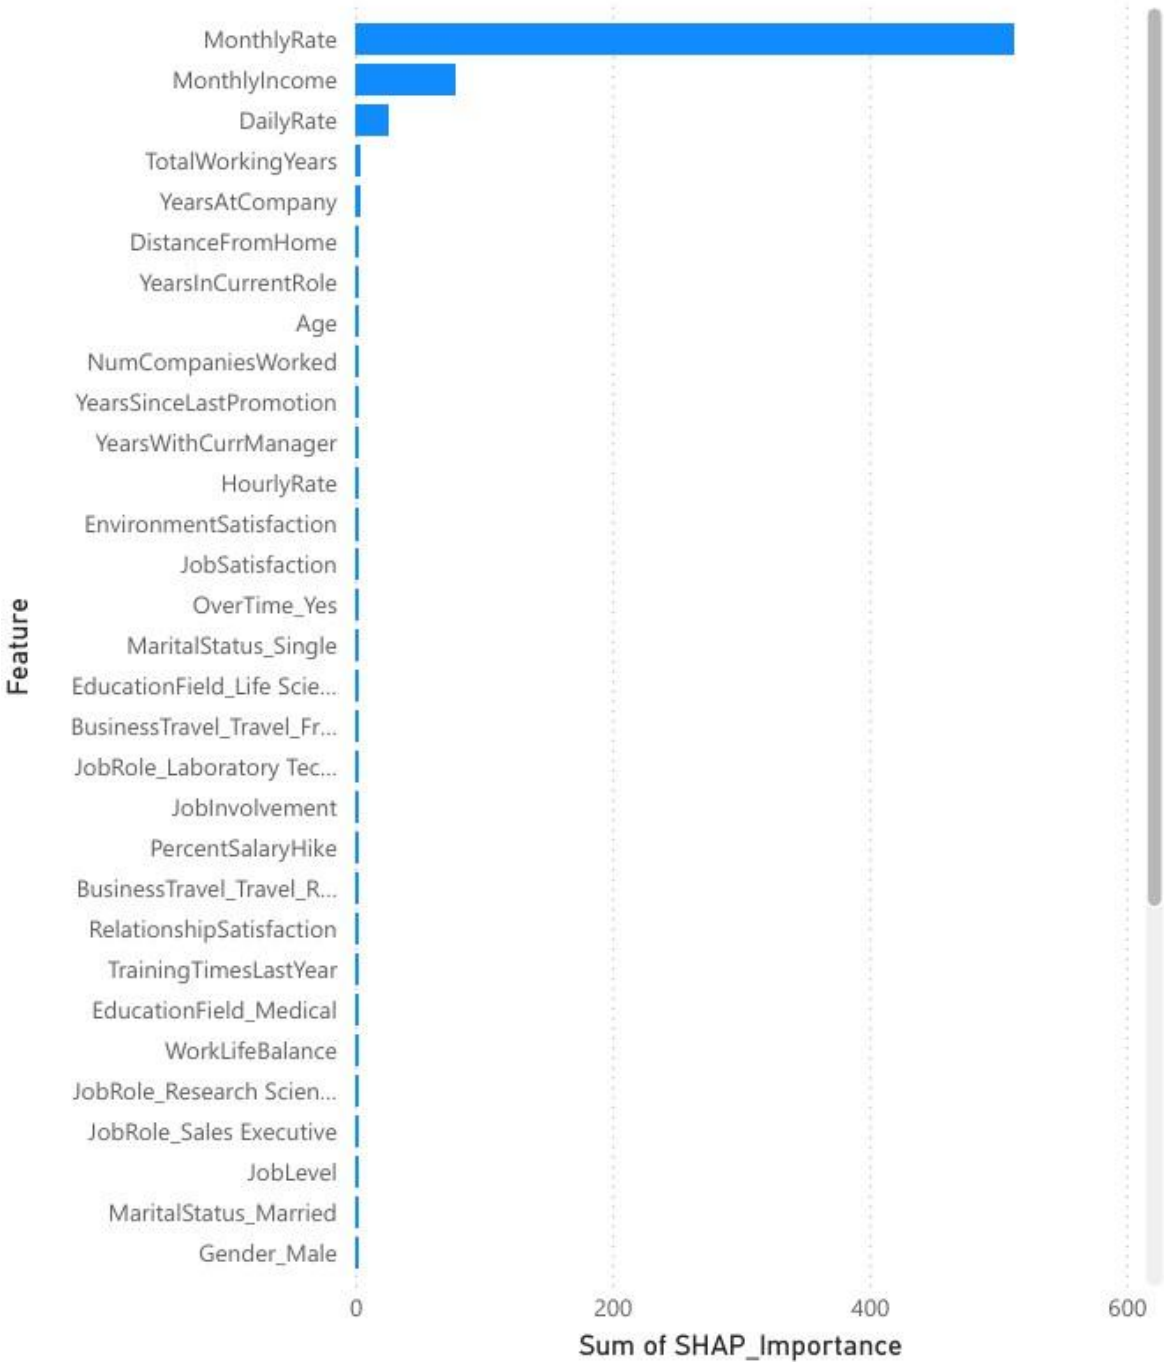 MonthlyRate
MonthlyIncome
DailyRate
TotalWorkingYears
YearsAtCompany
DistanceFromHome
YearsInCurrentRole
Age
NumCompaniesWorked
YearsSinceLastPromotion
YearsWithCurrManager
HourlyRate
EnvironmentSatisfaction
JobSatisfaction
OverTime_Yes
MaritalStatus_Single
EducationField_Life Scie...
BusinessTravel_Travel_Fr...
JobRole_Laboratory Tec...
JobInvolvement
PercentSalaryHike
BusinessTravel_Travel_R...
RelationshipSatisfaction
TrainingTimesLastYear
EducationField_Medical
WorkLifeBalance
JobRole_Research Scien...
JobRole_Sales Executive
JobLevel
MaritalStatus_Married
Gender_Male
Feature
0 200 400 600
Sum of SHAP_Importance